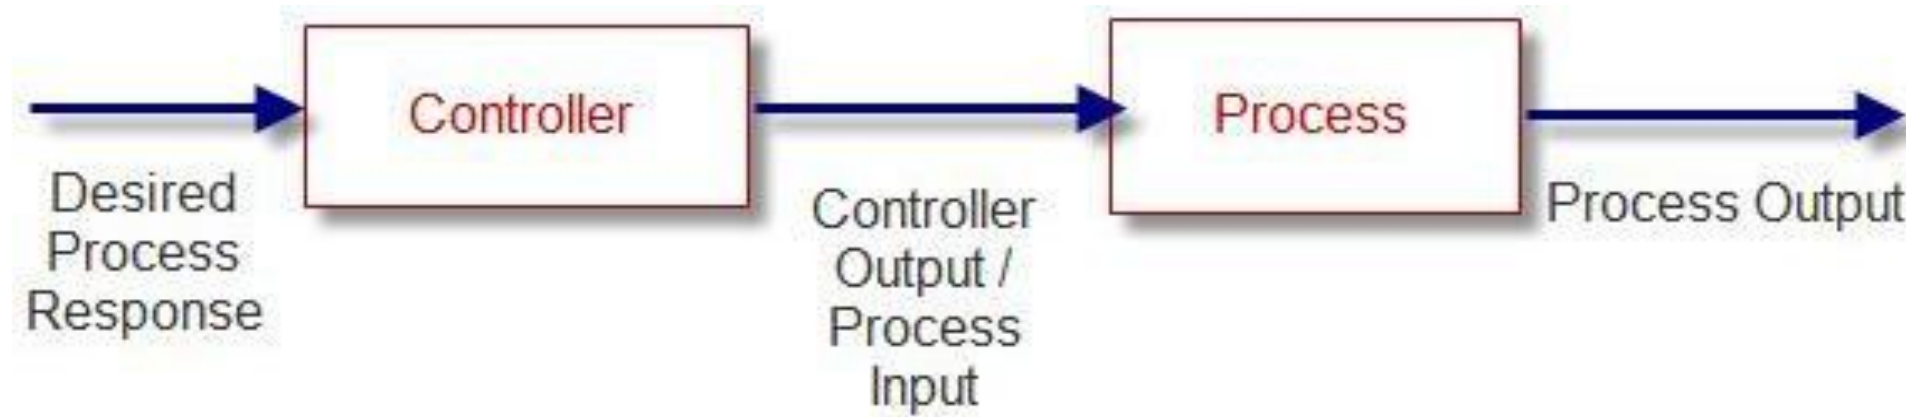 Controller
Process
Desired
Process
Response
Controller
Output /
Process
Input
Process Output